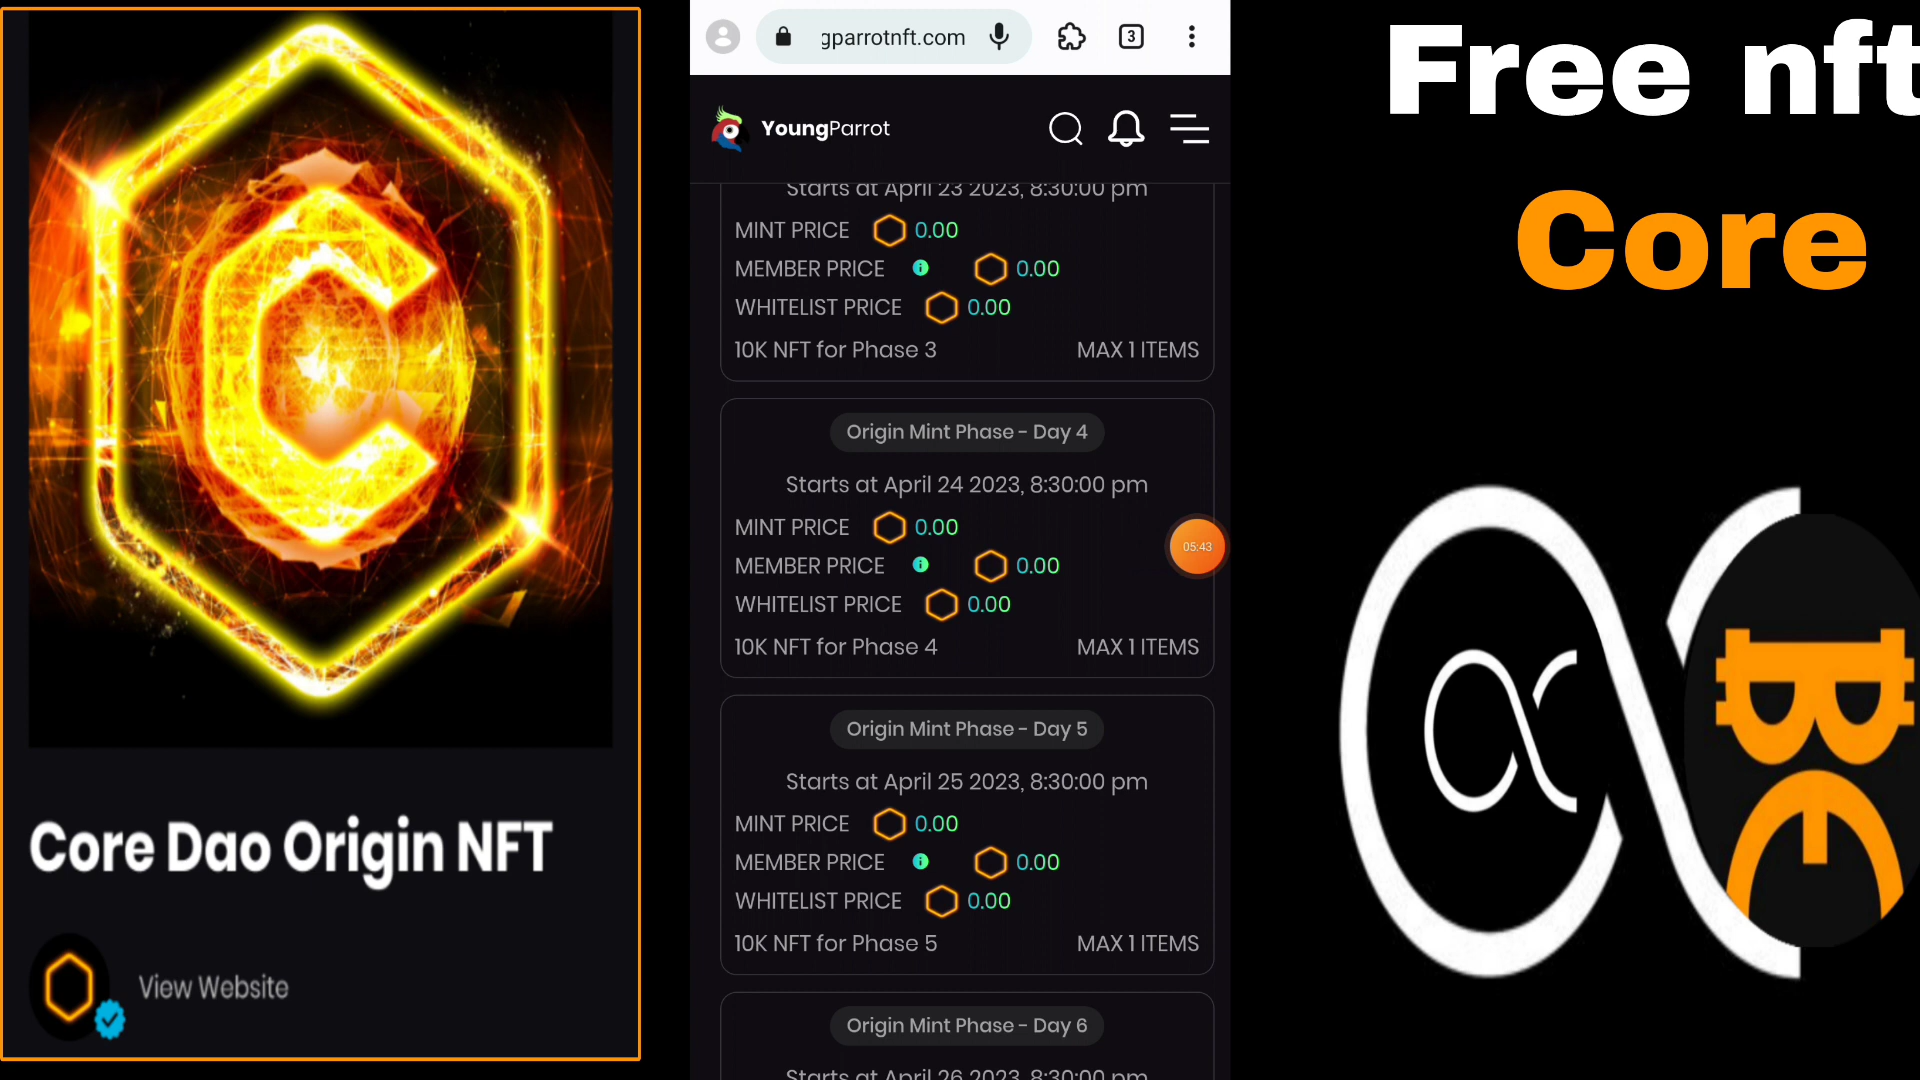 Core Dao Origin NFT
View Website
gparrotnft.com
3
YoungParrot
Starts at April 23 2023, 8:30:00 pm
MINT PRICE 0.00
MEMBER PRICE 0.00
WHITELIST PRICE 0.00
10K NFT for Phase 3 MAX 1 ITEMS
Origin Mint Phase - Day 4
Starts at April 24 2023, 8:30:00 pm
MINT PRICE 0.00
MEMBER PRICE 0.00
WHITELIST PRICE 0.00
10K NFT for Phase 4 MAX 1 ITEMS
05:43
Origin Mint Phase - Day 5
Starts at April 25 2023, 8:30:00 pm
MINT PRICE 0.00
MEMBER PRICE 0.00
WHITELIST PRICE 0.00
10K NFT for Phase 5 MAX 1 ITEMS
Origin Mint Phase - Day 6
Starts at April 26 2023, 8:30:00 pm
Free nft
Core